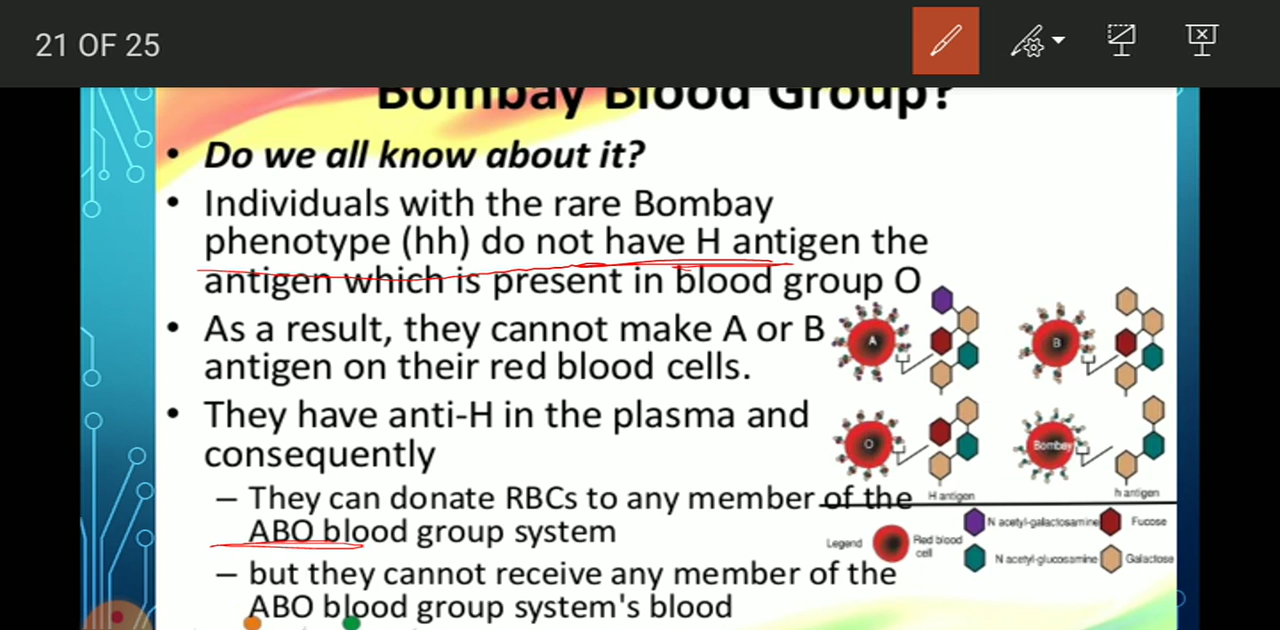 21 OF 25
Bombay Blood Group?
• Do we all know about it?
• Individuals with the rare Bombay
phenotype (hh) do not have H antigen the
antigen which is present in blood group O
• As a result, they cannot make A or B
antigen on their red blood cells.
• They have anti-H in the plasma and
consequently
– They can donate RBCs to any member of the
ABO blood group system
– but they cannot receive any member of the
ABO blood group system's blood
A
B
O
Bombay
H antigen
h antigen
Legend
Red blood
cell
N acetyl-galactosamine
Fucose
N acetyl-glucosamine
Galactose